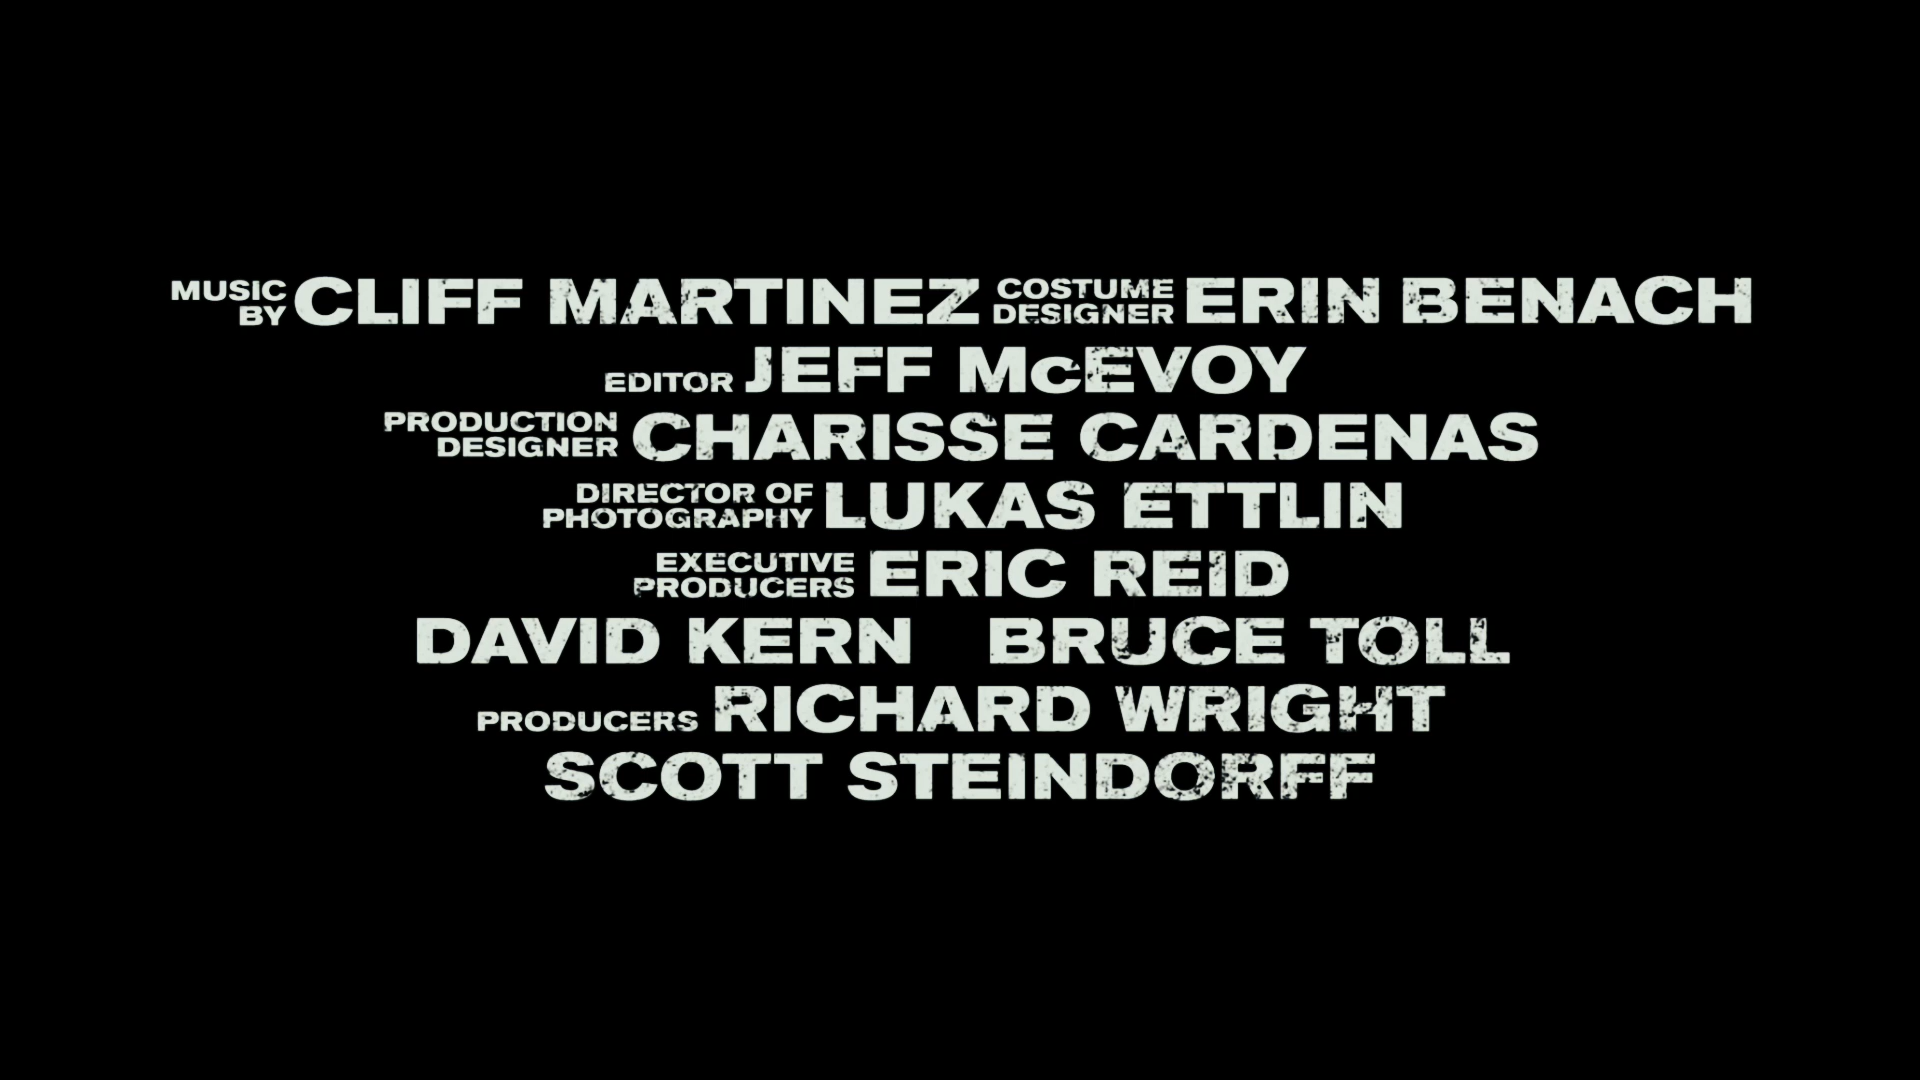 MUSIC BY CLIFF MARTINEZ COSTUME DESIGNER ERIN BENACH
EDITOR JEFF McEVOY
PRODUCTION DESIGNER CHARISSE CARDENAS
DIRECTOR OF PHOTOGRAPHY LUKAS ETTLIN
EXECUTIVE PRODUCERS ERIC REID
DAVID KERN BRUCE TOLL
PRODUCERS RICHARD WRIGHT
SCOTT STEINDORFF